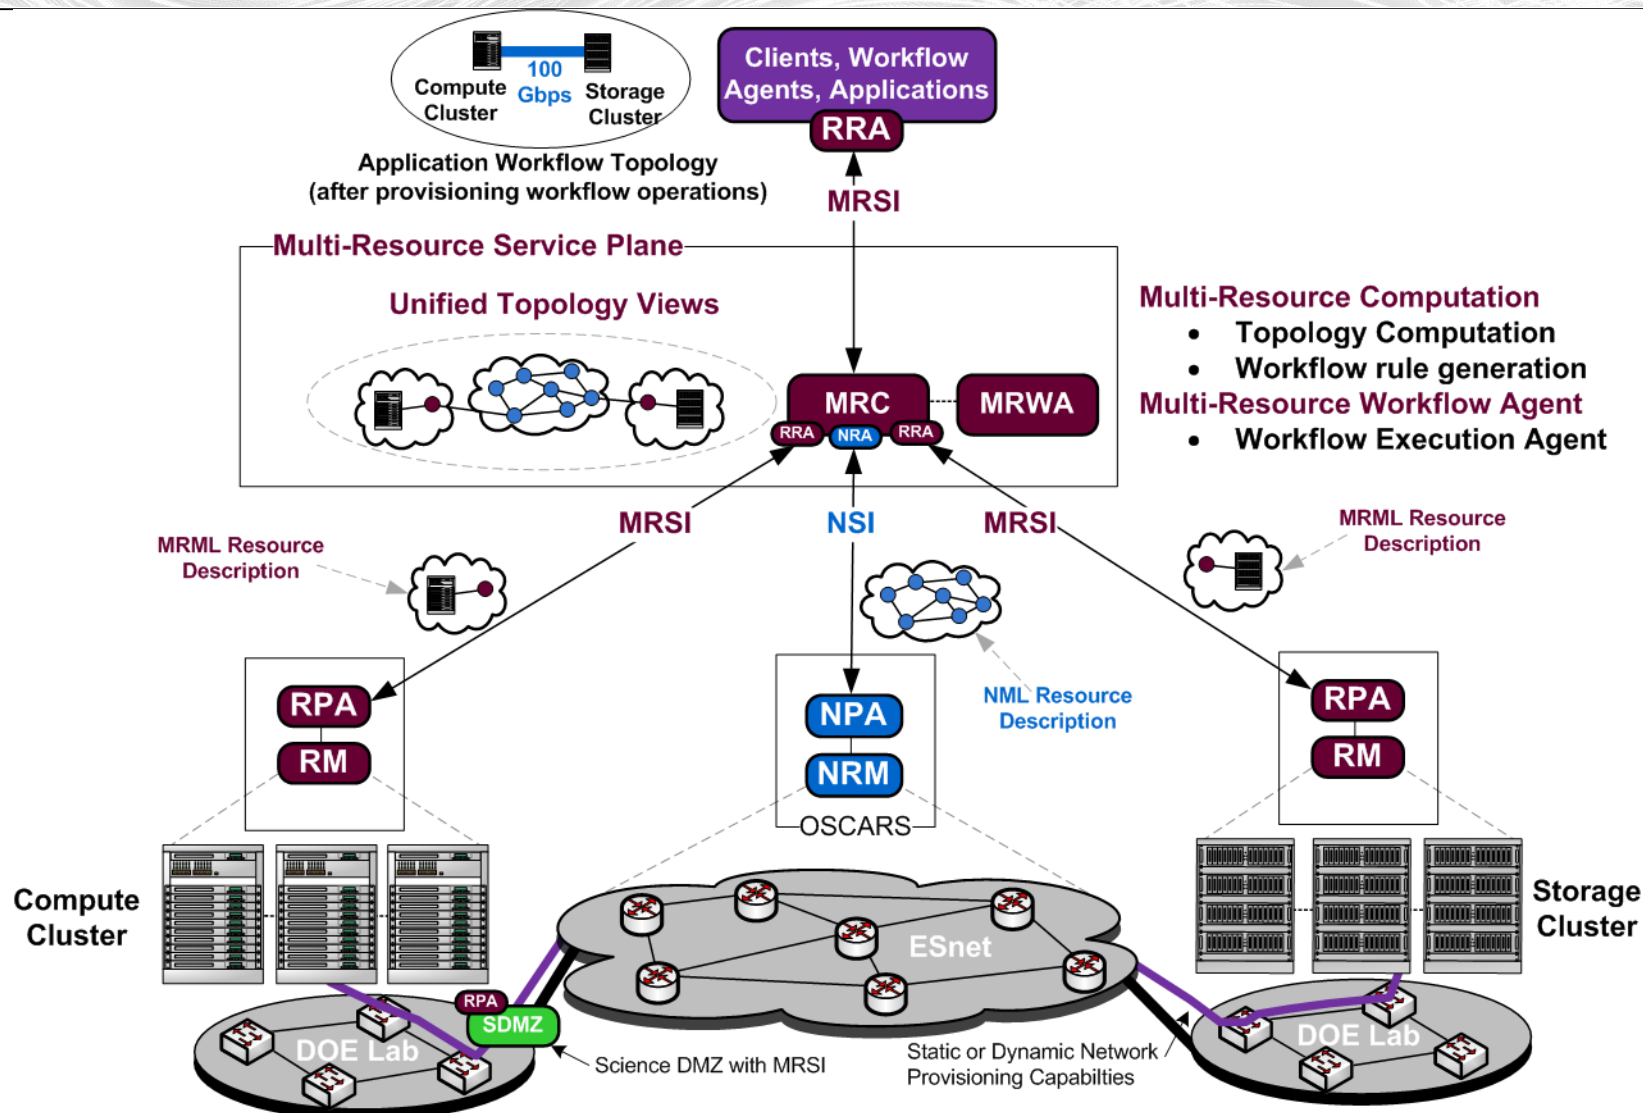 Compute
Cluster
100
Gbps
Storage
Cluster
Application Workflow Topology
(after provisioning workflow operations)
Clients, Workflow
Agents, Applications
RRA
MRSI
Multi-Resource Service Plane
Unified Topology Views
MRC
MRWA
RRA
NRA
RRA
Multi-Resource Computation
• Topology Computation
• Workflow rule generation
Multi-Resource Workflow Agent
• Workflow Execution Agent
MRSI
NSI
MRSI
MRML Resource
Description
MRML Resource
Description
NML Resource
Description
RPA
RM
NPA
NRM
OSCARS
RPA
RM
Compute
Cluster
Storage
Cluster
ESnet
RPA
SDMZ
DOE Lab
DOE Lab
Science DMZ with MRSI
Static or Dynamic Network
Provisioning Capabilties